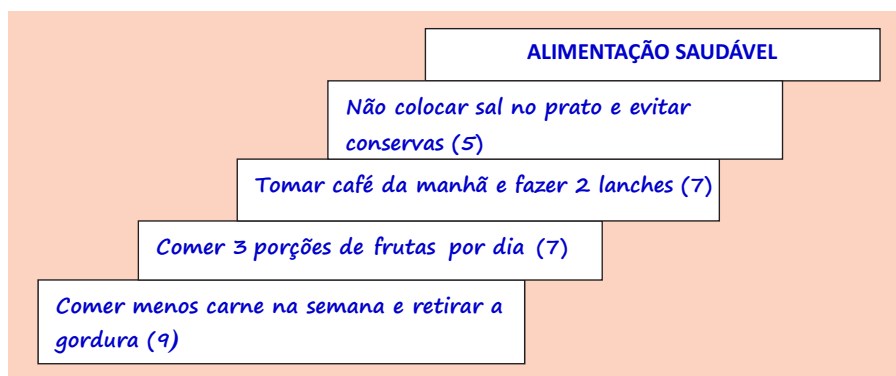 ALIMENTAÇÃO SAUDÁVEL
Não colocar sal no prato e evitar
conservas (5)
Tomar café da manhã e fazer 2 lanches (7)
Comer 3 porções de frutas por dia (7)
Comer menos carne na semana e retirar a
gordura (9)